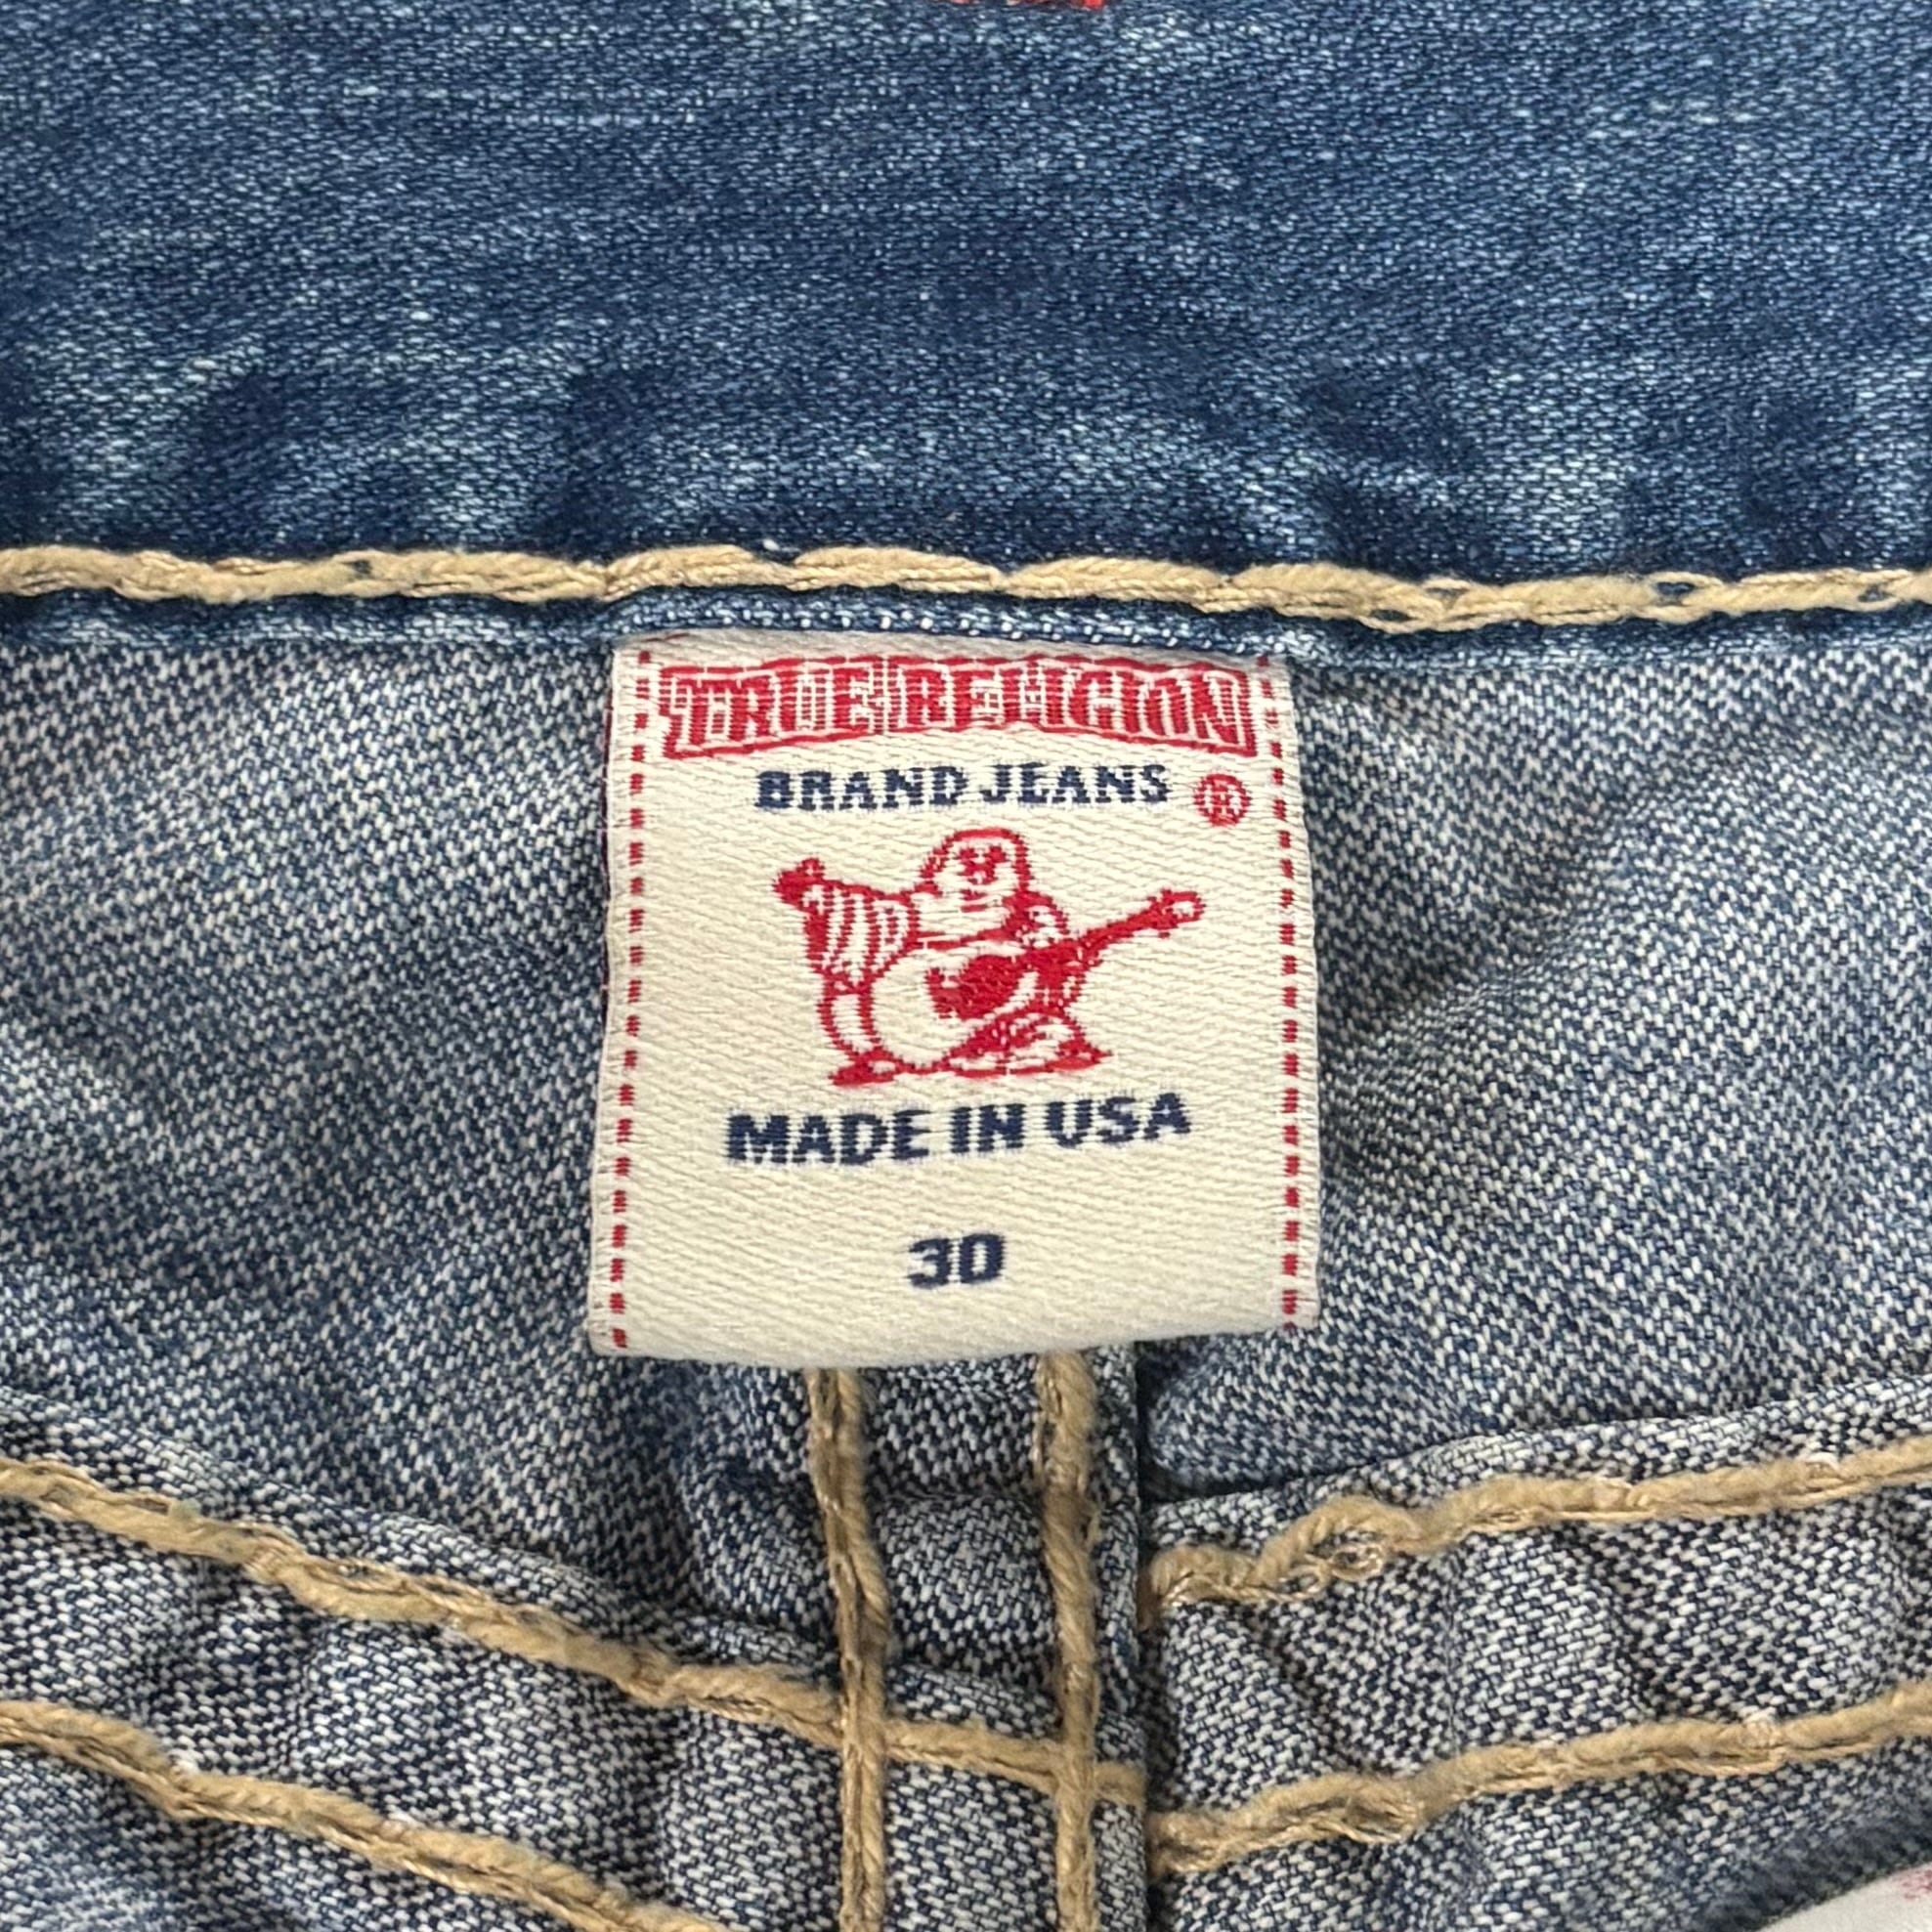 TRUE RELIGION
BRAND JEANS ®
MADE IN USA
30